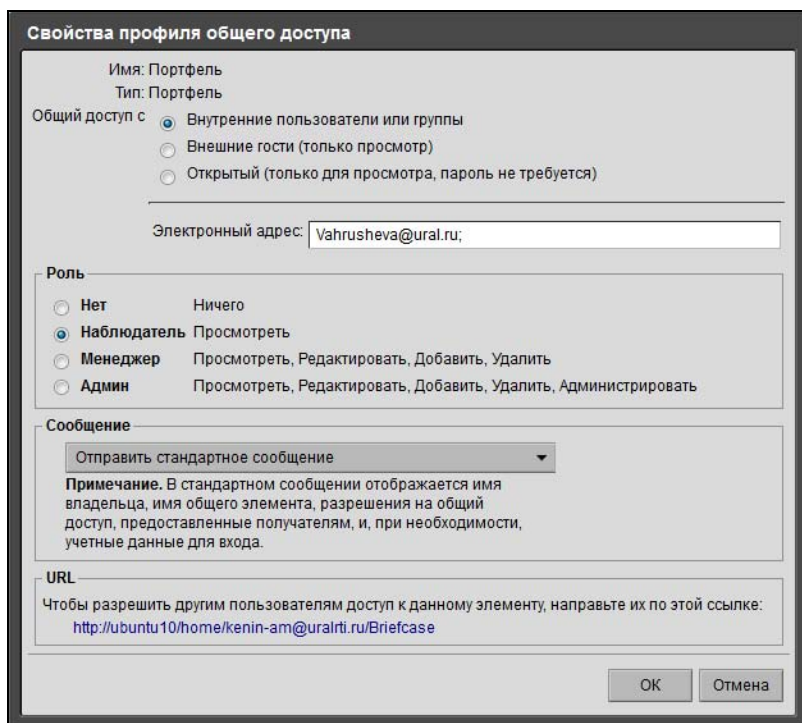 Свойства профиля общего доступа
Имя: Портфель
Тип: Портфель
Общий доступ с
Внутренние пользователи или группы
Внешние гости (только просмотр)
Открытый (только для просмотра, пароль не требуется)
Электронный адрес: Vahrusheva@ural.ru;
Роль
Нет Ничего
Наблюдатель Просмотреть
Менеджер Просмотреть, Редактировать, Добавить, Удалить
Админ Просмотреть, Редактировать, Добавить, Удалить, Администрировать
Сообщение
Отправить стандартное сообщение
Примечание. В стандартном сообщении отображается имя
владельца, имя общего элемента, разрешения на общий
доступ, предоставленные получателям, и, при необходимости,
учетные данные для входа.
URL
Чтобы разрешить другим пользователям доступ к данному элементу, направьте их по этой ссылке:
http://ubuntu10/home/kenin-am@uralrti.ru/Briefcase
ОК Отмена